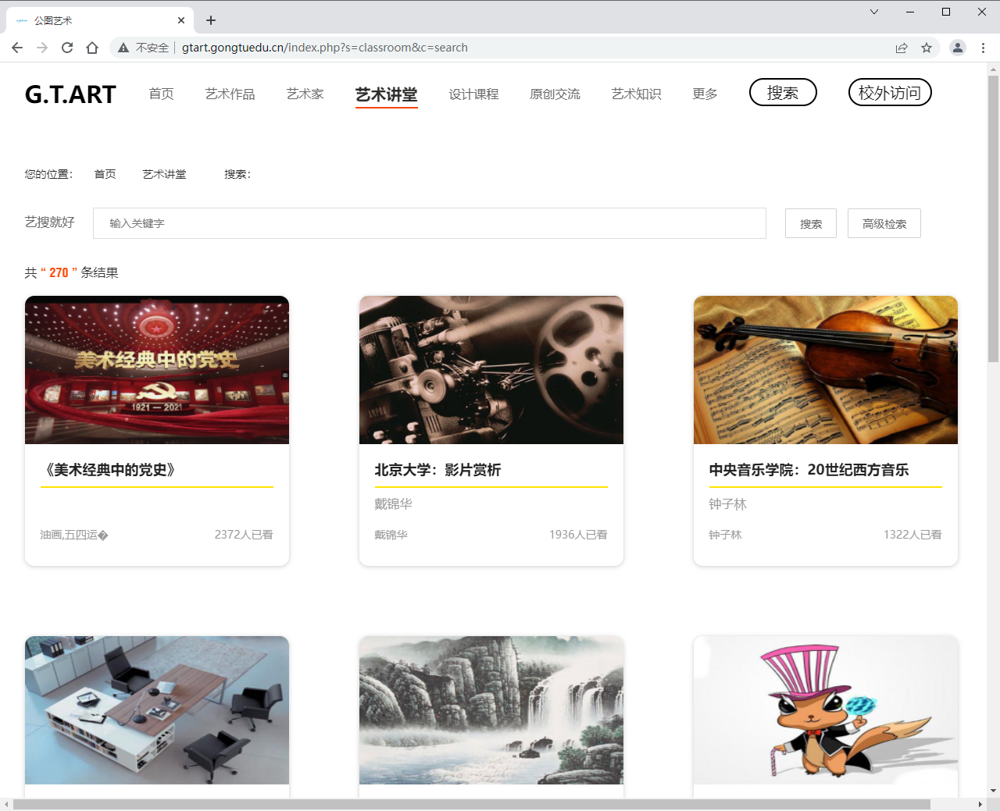 公图艺术
不安全 gtart.gongtuedu.cn/index.php?s=classroom&c=search
G.T.ART 首页 艺术作品 艺术家 艺术讲堂 设计课程 原创交流 艺术知识 更多 搜索 校外访问
您的位置： 首页 艺术讲堂 搜索：
艺搜就好 输入关键字 搜索 高级检索
共 “ 270 ” 条结果
美术经典中的党史
1921 — 2021
《美术经典中的党史》
油画,五四运� 2372人已看
北京大学：影片赏析
戴锦华
戴锦华 1936人已看
中央音乐学院：20世纪西方音乐
钟子林
钟子林 1322人已看